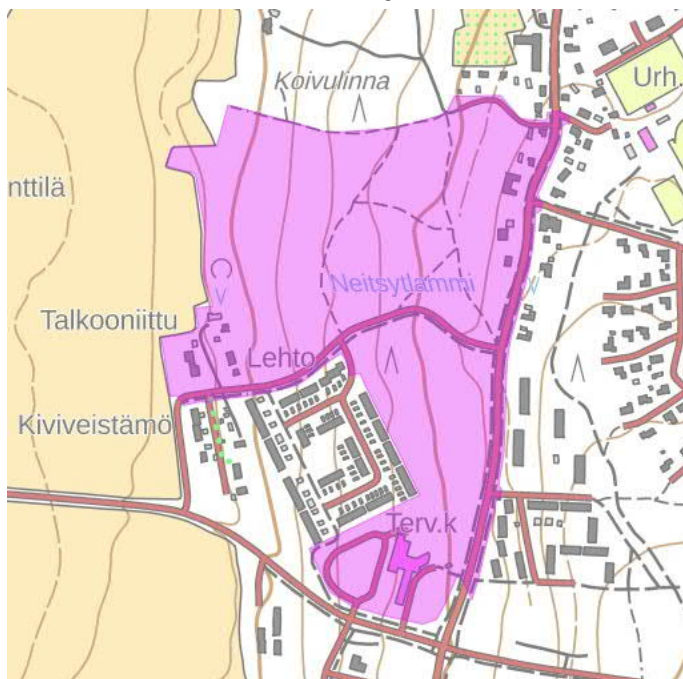 Koivulinna
Urh.
nttilä
Neitsytlammi
Talkooniittu
Lehto
Kiviveistämö
Terv.k